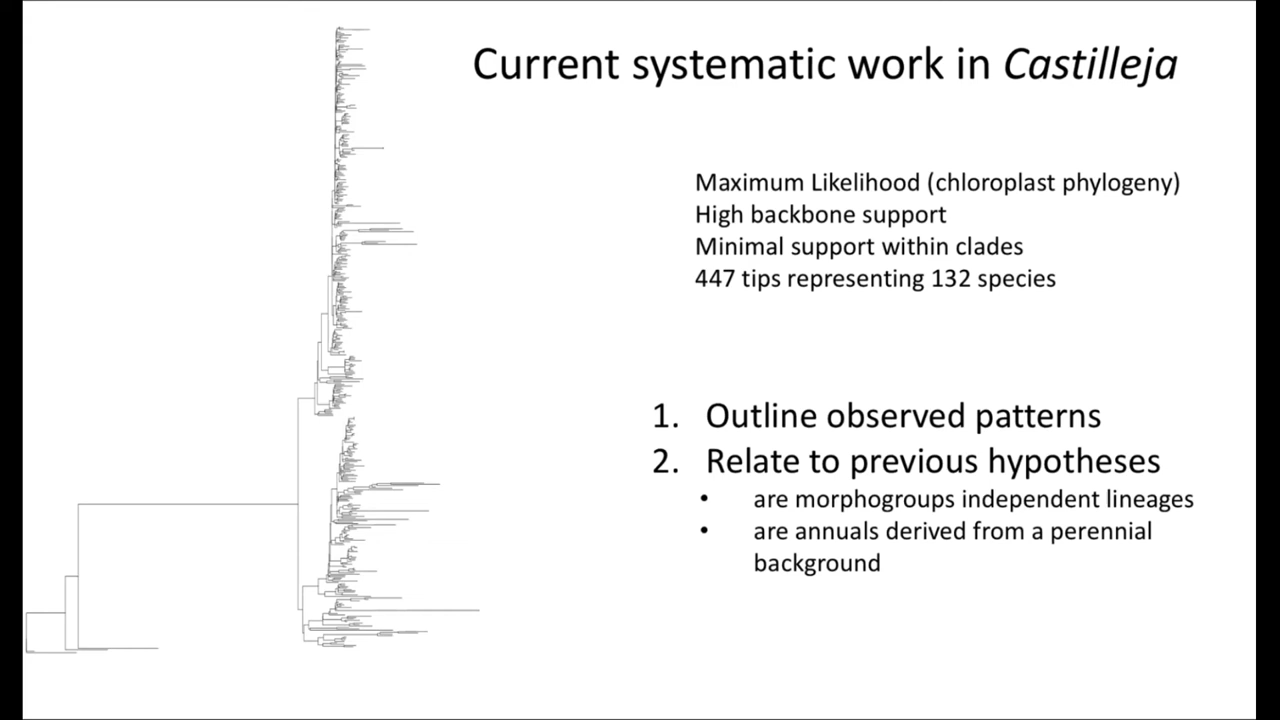 Current systematic work in Castilleja
Maximum Likelihood (chloroplast phylogeny)
High backbone support
Minimal support within clades
447 tips representing 132 species
1. Outline observed patterns
2. Relate to previous hypotheses
• are morphogroups independent lineages
• are annuals derived from a perennial
background